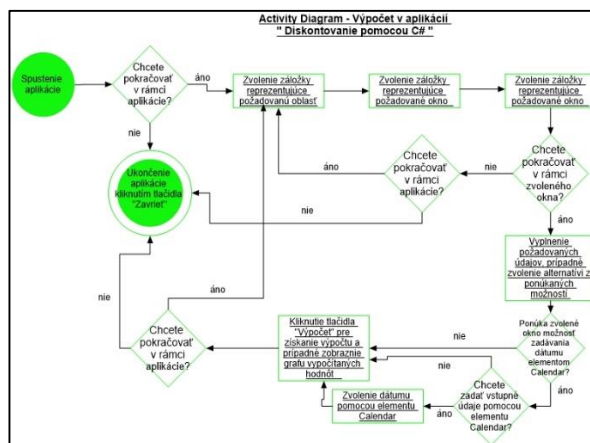 Activity Diagram - Výpočet v aplikácií
" Diskontovanie pomocou C# "
Spustenie
aplikácie
Chcete
pokračovať
v rámci
aplikácie?
áno
nie
Zvolenie záložky
reprezentujúce
požadovanú oblasť
Zvolenie záložky
reprezentujúce
požadované okno
Zvolenie záložky
reprezentujúce
požadované okno
Chcete
pokračovať
v rámci
zvoleného
okna?
nie
áno
Chcete
pokračovať
v rámci
aplikácie?
áno
nie
Ukončenie
aplikácie
kliknutím tlačidla
"Zavrieť"
Vyplnenie
požadovaných
údajov, prípadné
zvolenie alternatívi z
ponúkaných
možností
Ponúka zvolené
okno možnosť
zadávania
dátumu
elementom
Calendar?
nie
áno
Chcete
zadať vstupné
údaje pomocou
elementu
Calendar?
nie
áno
Zvolenie dátumu
pomocou elementu
Calendar
Kliknutie tlačidla
"Výpočet" pre
získanie výpočtu a
prípadné zobraznie
grafu vypočítaných
hodnôt
Chcete
pokračovať
v rámci
aplikácie?
áno
nie